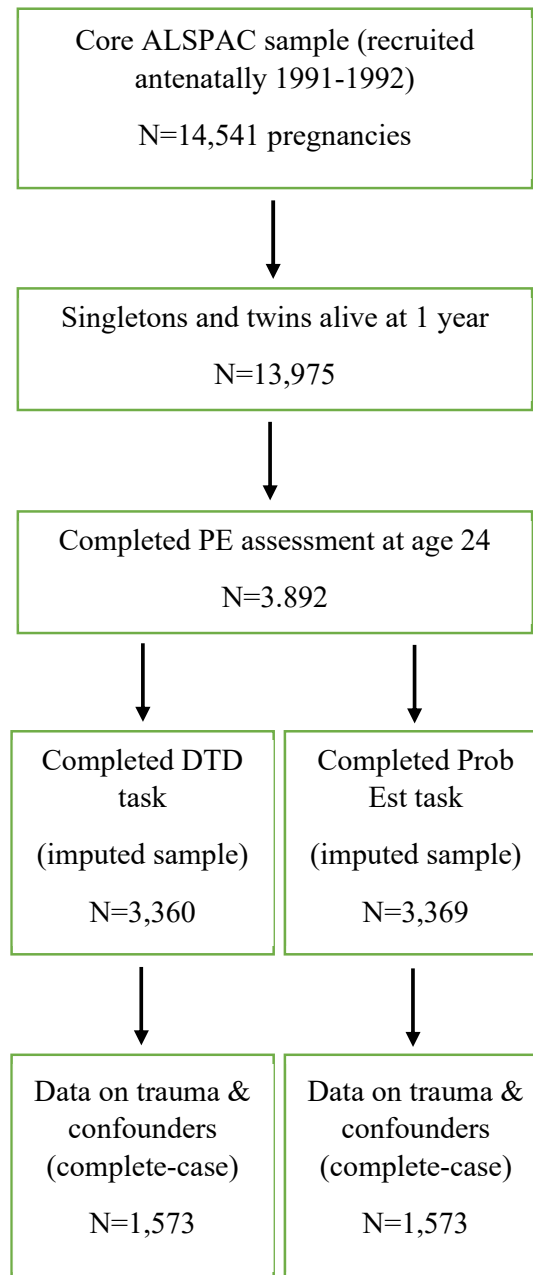 Core ALSPAC sample (recruited
antenatally 1991-1992)
N=14,541 pregnancies
Singletons and twins alive at 1 year
N=13,975
Completed PE assessment at age 24
N=3.892
Completed DTD
task
(imputed sample)
N=3,360
Completed Prob
Est task
(imputed sample)
N=3,369
Data on trauma &
confounders
(complete-case)
N=1,573
Data on trauma &
confounders
(complete-case)
N=1,573